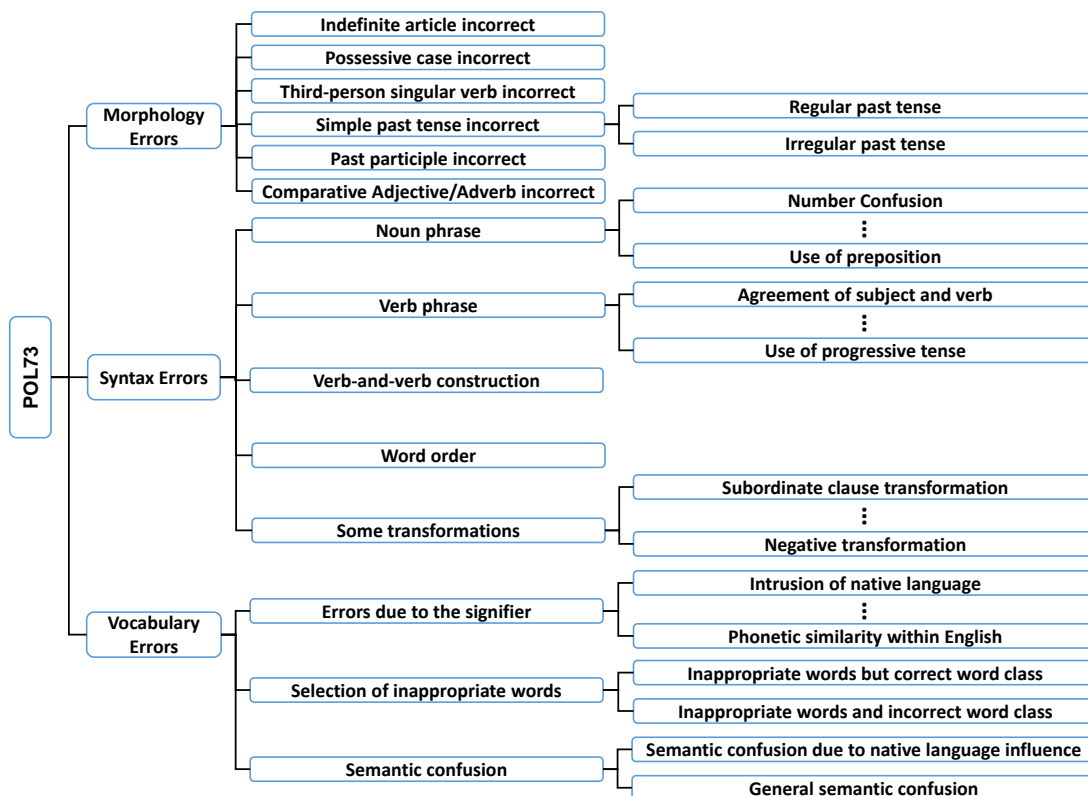 POL73
Morphology
Errors
Indefinite article incorrect
Possessive case incorrect
Third-person singular verb incorrect
Simple past tense incorrect
Regular past tense
Irregular past tense
Past participle incorrect
Comparative Adjective/Adverb incorrect
Syntax Errors
Noun phrase
Number Confusion
Use of preposition
Verb phrase
Agreement of subject and verb
Use of progressive tense
Verb-and-verb construction
Word order
Some transformations
Subordinate clause transformation
Negative transformation
Vocabulary
Errors
Errors due to the signifier
Intrusion of native language
Phonetic similarity within English
Selection of inappropriate words
Inappropriate words but correct word class
Inappropriate words and incorrect word class
Semantic confusion
Semantic confusion due to native language influence
General semantic confusion